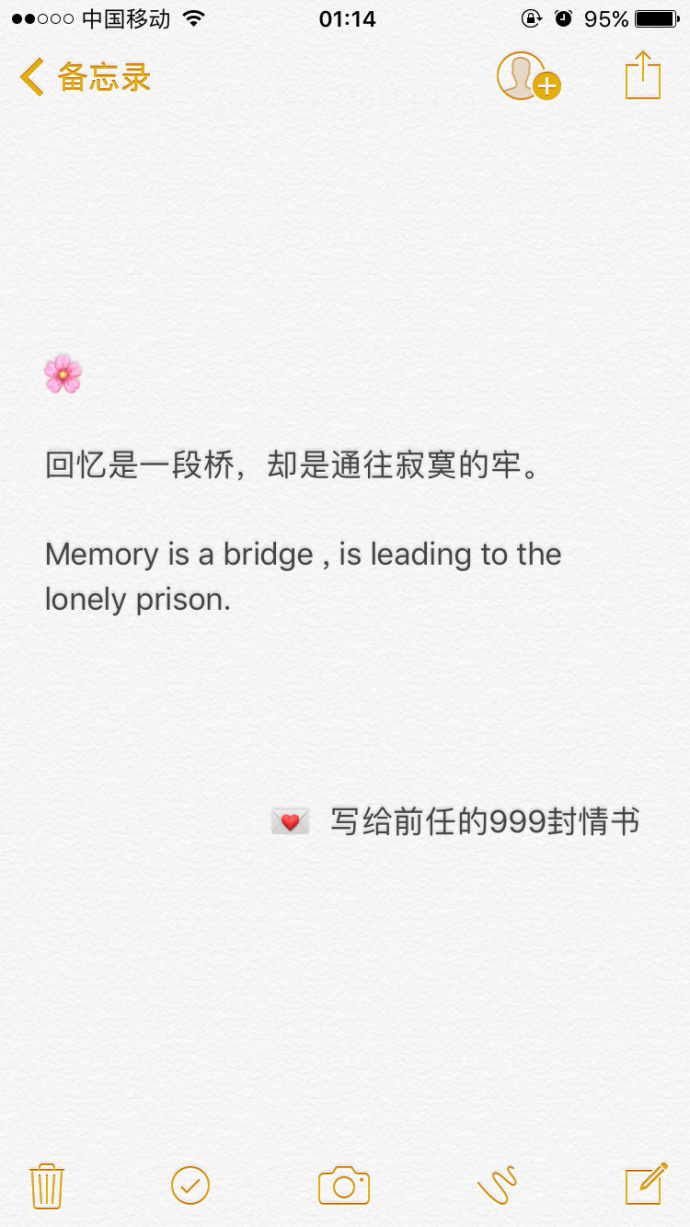 中国移动 01:14 95%
备忘录
🌸
回忆是一段桥，却是通往寂寞的牢。
Memory is a bridge , is leading to the
lonely prison.
💌 写给前任的999封情书